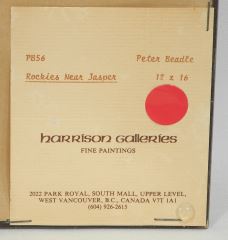 PB56 Peter Beadle
Rockies Near Jasper 12 x 16
HARRISON GALLERIES
FINE PAINTINGS
2022 PARK ROYAL, SOUTH MALL, UPPER LEVEL,
WEST VANCOUVER, B.C., CANADA V7T 1A1
(604) 926-2615